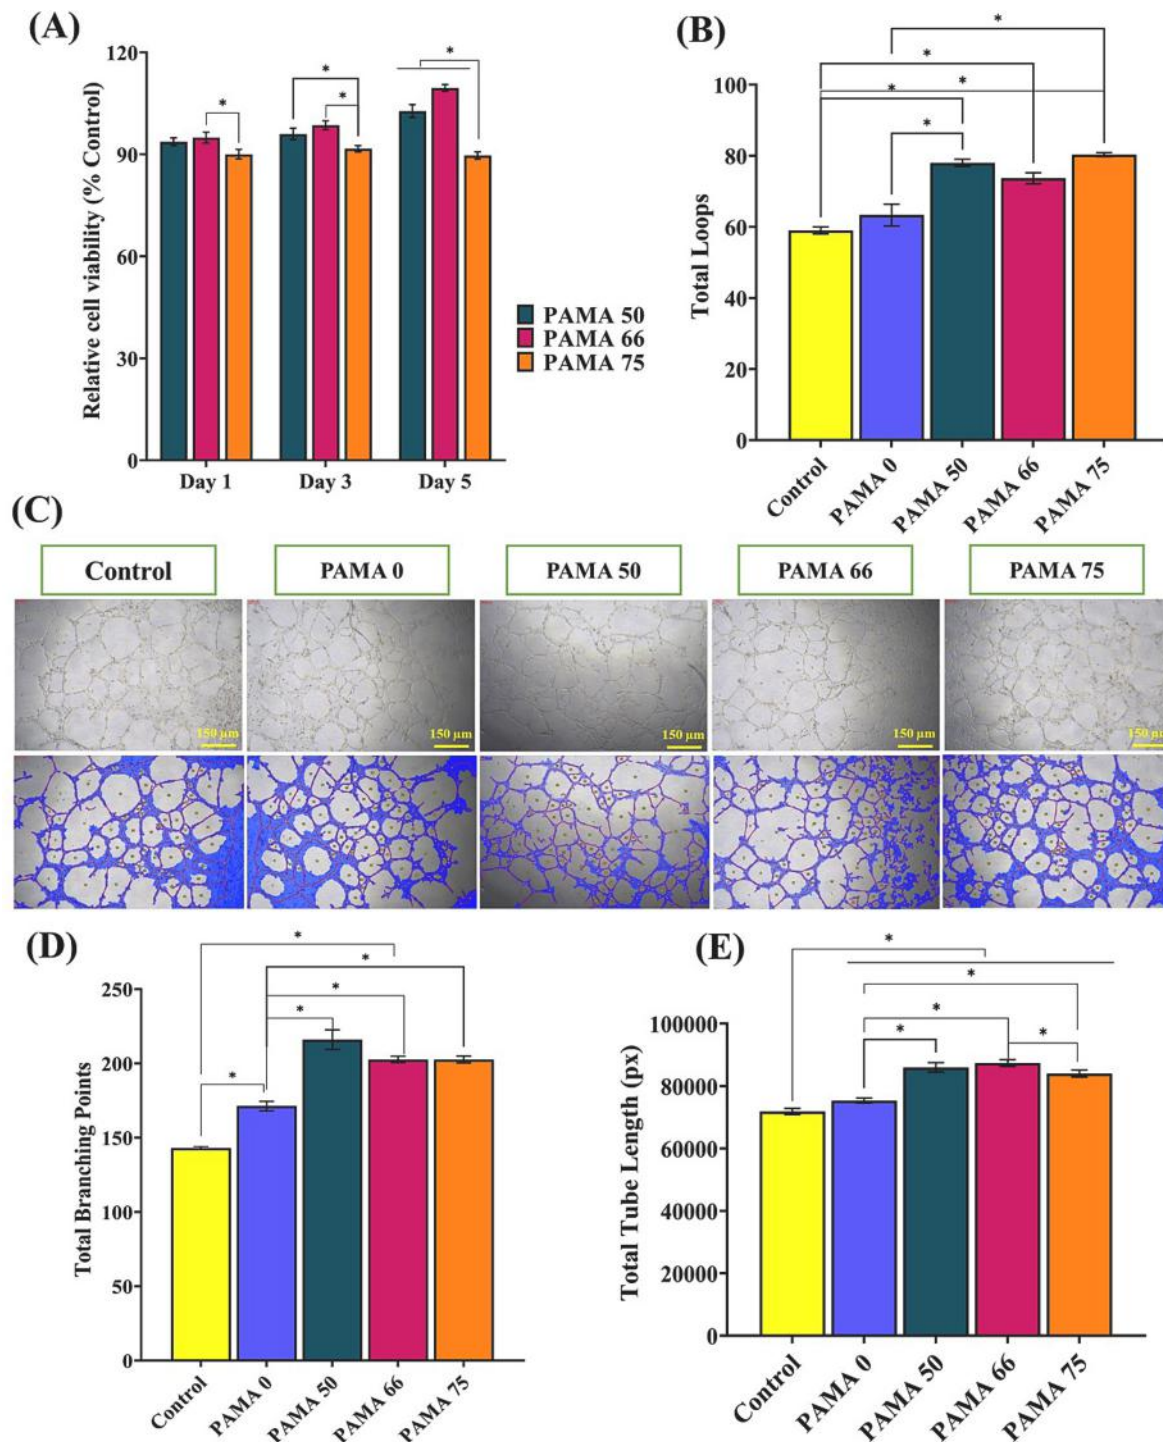 (A)
Relative cell viability (% Control)
120
90
60
30
0
*
*
*
*
Day 1
Day 3
Day 5
PAMA 50
PAMA 66
PAMA 75
(B)
Total Loops
100
80
60
40
20
0
*
*
*
*
*
Control
PAMA 0
PAMA 50
PAMA 66
PAMA 75
(C)
Control
PAMA 0
PAMA 50
PAMA 66
PAMA 75
150 µm
150 µm
150 µm
150 µm
150 µm
(D)
Total Branching Points
250
200
150
100
50
0
*
*
*
*
*
Control
PAMA 0
PAMA 50
PAMA 66
PAMA 75
(E)
Total Tube Length (px)
100000
80000
60000
40000
20000
0
*
*
*
*
*
Control
PAMA 0
PAMA 50
PAMA 66
PAMA 75